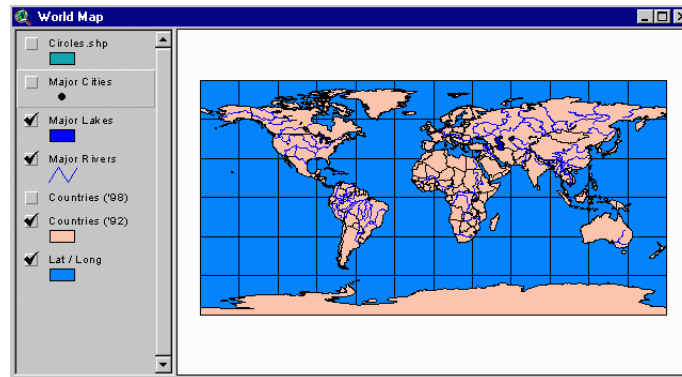 World Map
Circles.shp
Major Cities
Major Lakes
Major Rivers
Countries ('98)
Countries ('92)
Lat / Long